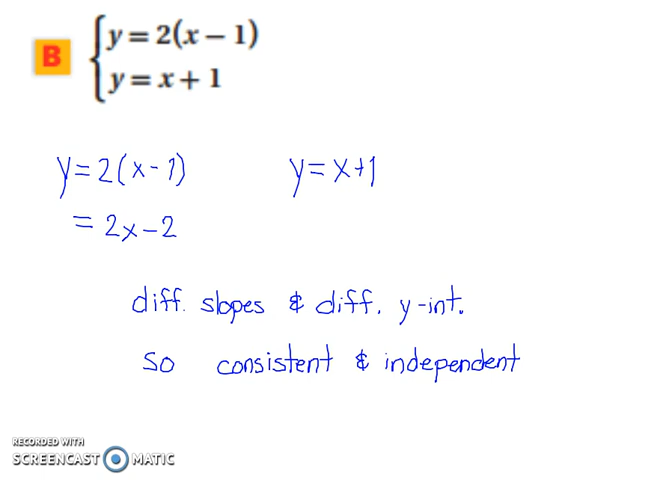 B
y = 2(x − 1)
y = x + 1
y = 2(x - 1)
y = x + 1
= 2x - 2
diff. slopes & diff. y-int.
so consistent & independent
RECORDED WITH
SCREENCAST MATIC